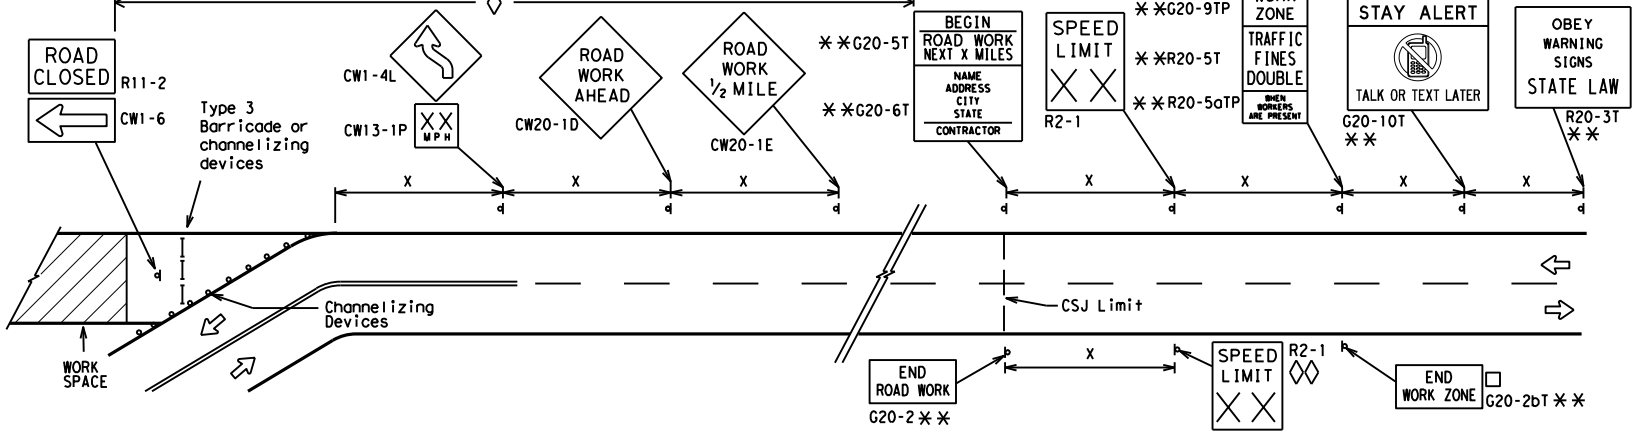 ROAD
CLOSED
R11-2
CW1-6
Type 3
Barricade or
channelizing
devices
CW1-4L
XX
MPH
CW13-1P
ROAD
WORK
AHEAD
CW20-1D
ROAD
WORK
1/2 MILE
CW20-1E
**G20-5T
**G20-6T
BEGIN
ROAD WORK
NEXT X MILES
NAME
ADDRESS
CITY
STATE
CONTRACTOR
SPEED
LIMIT
XX
R2-1
**G20-9TP
**R20-5T
**R20-5aTP
ZONE
TRAFFIC
FINES
DOUBLE
WHEN
WORKERS
ARE PRESENT
STAY ALERT
TALK OR TEXT LATER
G20-10T
**
OBEY
WARNING
SIGNS
STATE LAW
R20-3T
**
X
X
X
X
X
X
X
Channelizing
Devices
CSJ Limit
WORK
SPACE
END
ROAD WORK
G20-2 **
X
SPEED
LIMIT
XX
R2-1
END
WORK ZONE
G20-2bT **